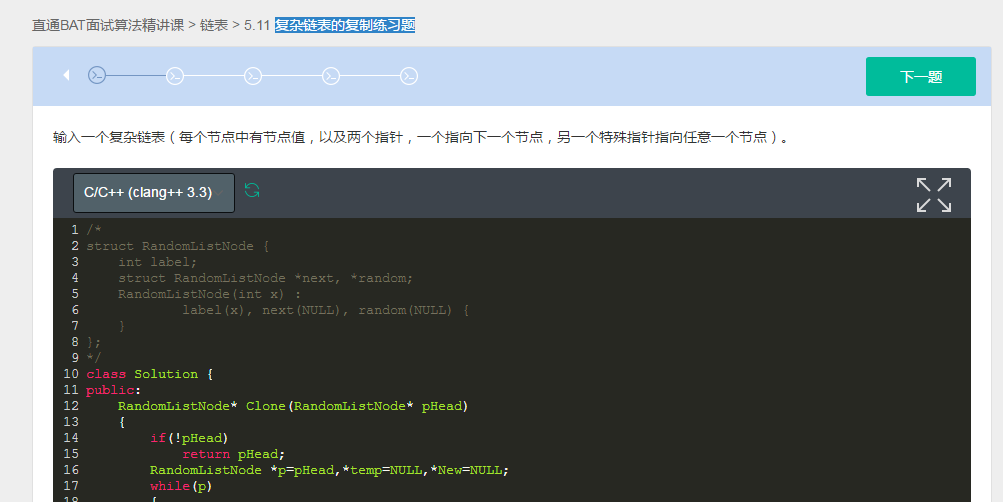 直通BAT面试算法精讲课 > 链表 > 5.11 复杂链表的复制练习题
下一题
输入一个复杂链表（每个节点中有节点值，以及两个指针，一个指向下一个节点，另一个特殊指针指向任意一个节点）。
C/C++ (clang++ 3.3)
1 /*
2 struct RandomListNode {
3     int label;
4     struct RandomListNode *next, *random;
5     RandomListNode(int x) :
6             label(x), next(NULL), random(NULL) {
7     }
8 };
9 */
10 class Solution {
11 public:
12     RandomListNode* Clone(RandomListNode* pHead)
13     {
14         if(!pHead)
15             return pHead;
16         RandomListNode *p=pHead,*temp=NULL,*New=NULL;
17         while(p)
18         {